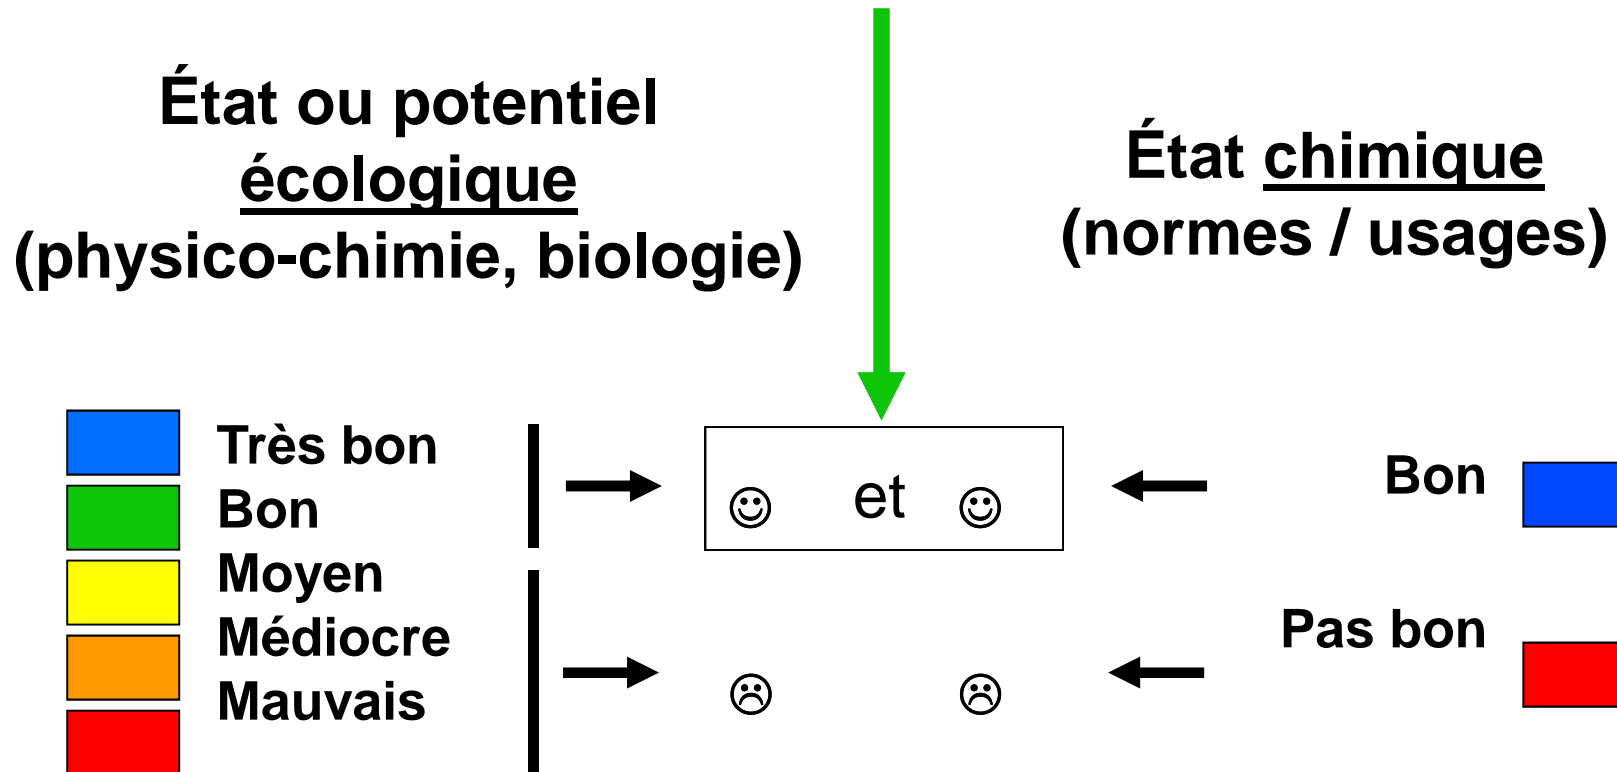 État ou potentiel
écologique
(physico-chimie, biologie)
État chimique
(normes / usages)
Très bon
Bon
Moyen
Médiocre
Mauvais
et
Bon
Pas bon